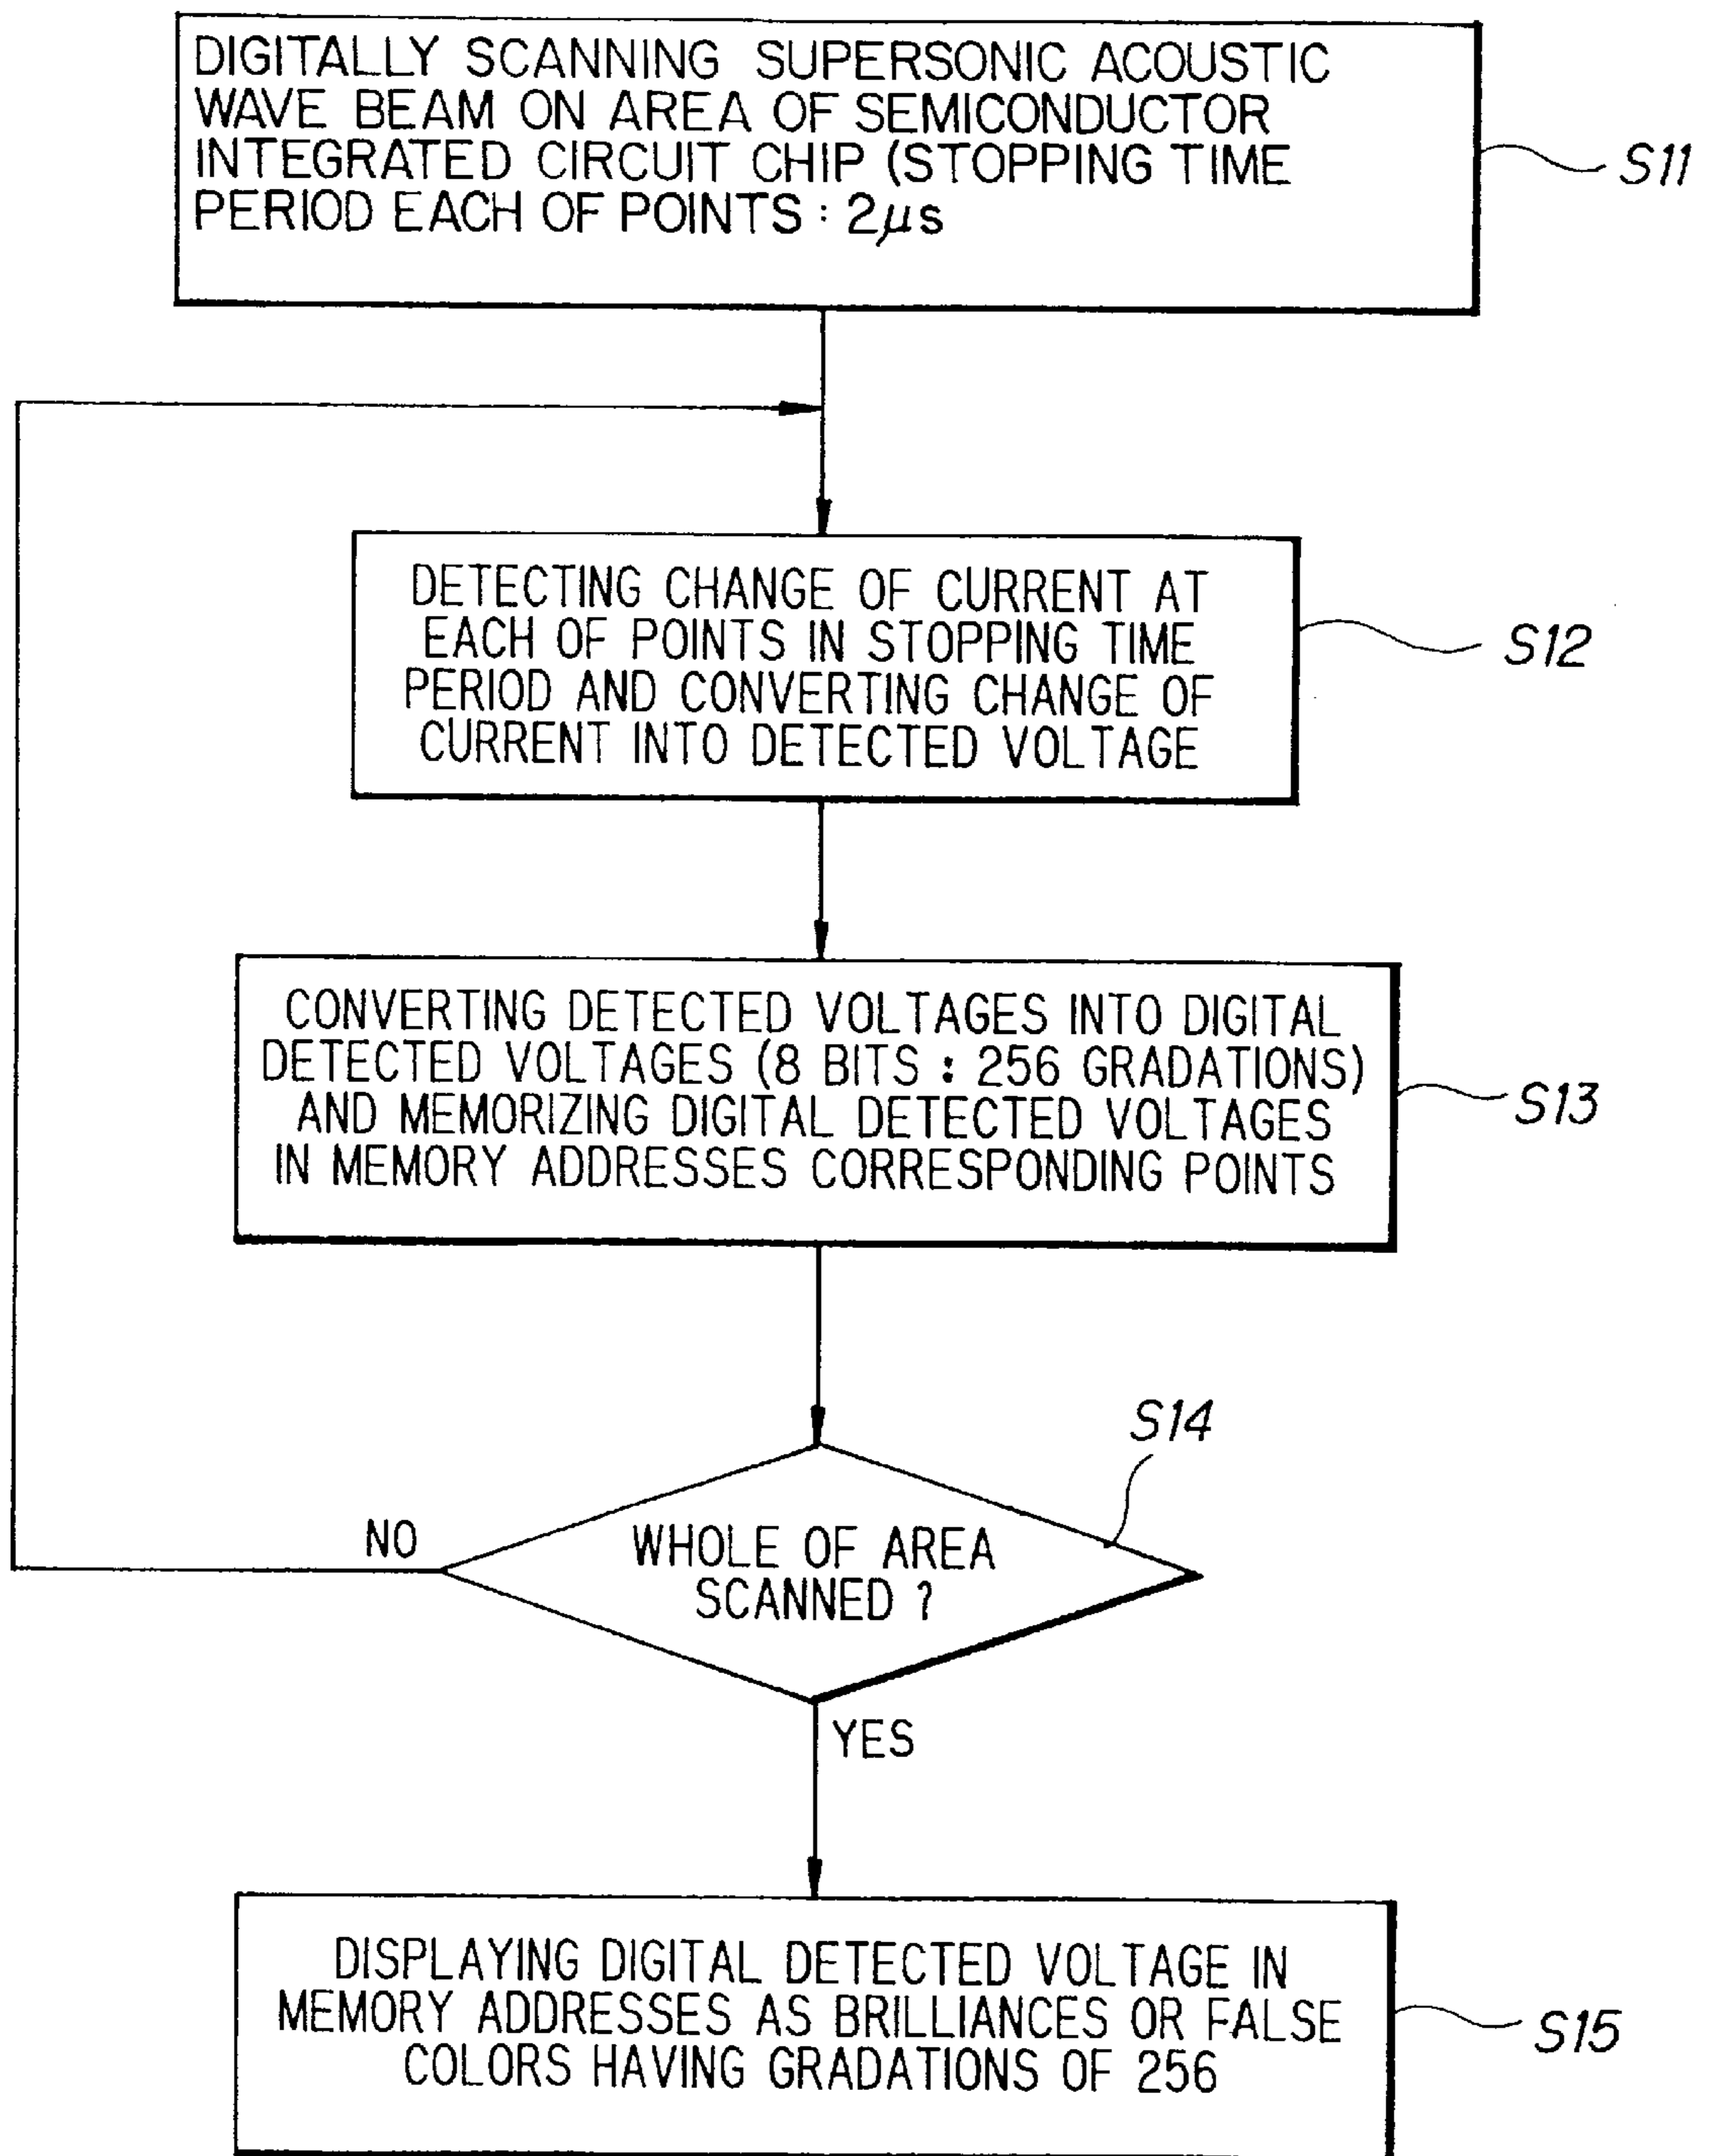 DIGITALLY SCANNING SUPERSONIC ACOUSTIC
WAVE BEAM ON AREA OF SEMICONDUCTOR
INTEGRATED CIRCUIT CHIP (STOPPING TIME
PERIOD EACH OF POINTS : 2μs
S11
DETECTING CHANGE OF CURRENT AT
EACH OF POINTS IN STOPPING TIME
PERIOD AND CONVERTING CHANGE OF
CURRENT INTO DETECTED VOLTAGE
S12
CONVERTING DETECTED VOLTAGES INTO DIGITAL
DETECTED VOLTAGES (8 BITS : 256 GRADATIONS)
AND MEMORIZING DIGITAL DETECTED VOLTAGES
IN MEMORY ADDRESSES CORRESPONDING POINTS
S13
S14
NO
WHOLE OF AREA
SCANNED ?
YES
DISPLAYING DIGITAL DETECTED VOLTAGE IN
MEMORY ADDRESSES AS BRILLIANCES OR FALSE
COLORS HAVING GRADATIONS OF 256
S15